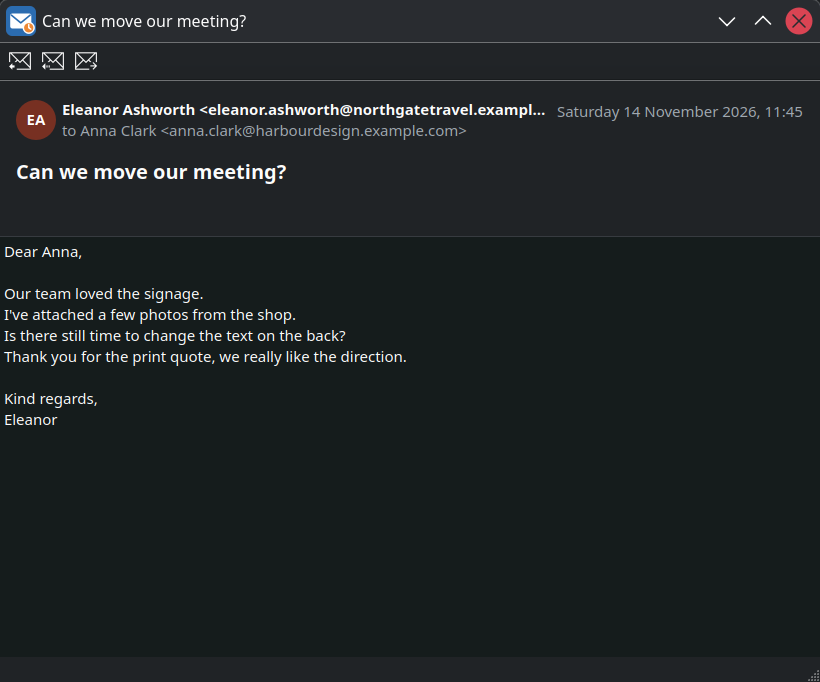 Can we move our meeting?
EA
Eleanor Ashworth <eleanor.ashworth@northgatetravel.exampl...
Saturday 14 November 2026, 11:45
to Anna Clark <anna.clark@harbourdesign.example.com>
Can we move our meeting?
Dear Anna,
Our team loved the signage.
I've attached a few photos from the shop.
Is there still time to change the text on the back?
Thank you for the print quote, we really like the direction.
Kind regards,
Eleanor